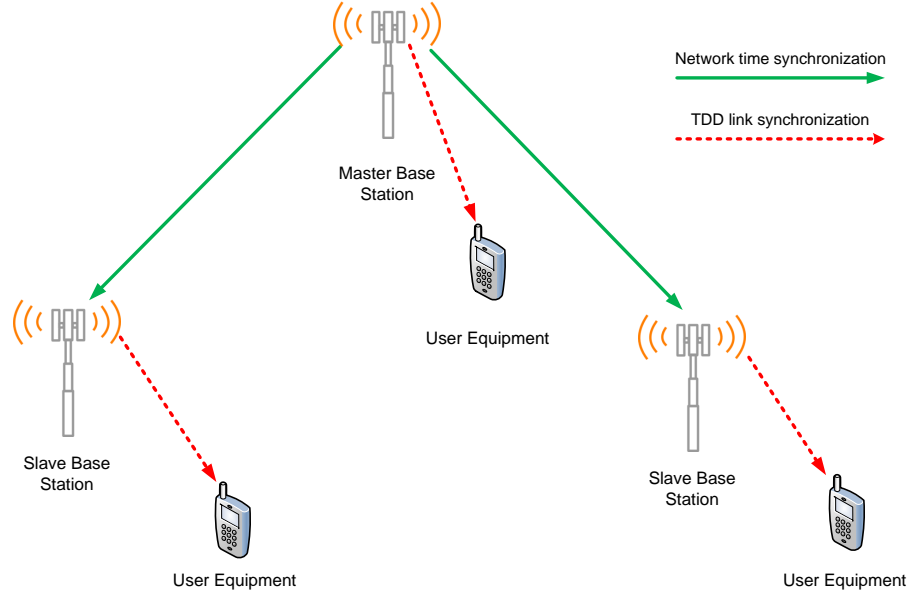 Network time synchronization
TDD link synchronization
Master Base
Station
User Equipment
Slave Base
Station
User Equipment
Slave Base
Station
User Equipment